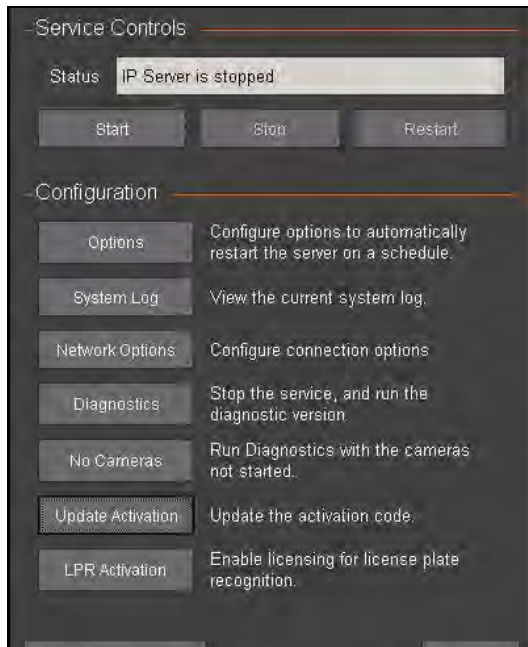 Service Controls
Status IP Server is stopped
Start Stop Restart
Configuration
Options Configure options to automatically
restart the server on a schedule.
System Log View the current system log.
Network Options Configure connection options
Diagnostics Stop the service, and run the
diagnostic version.
No Cameras Run Diagnostics with the cameras
not started.
Update Activation Update the activation code.
LPR Activation Enable licensing for license plate
recognition.